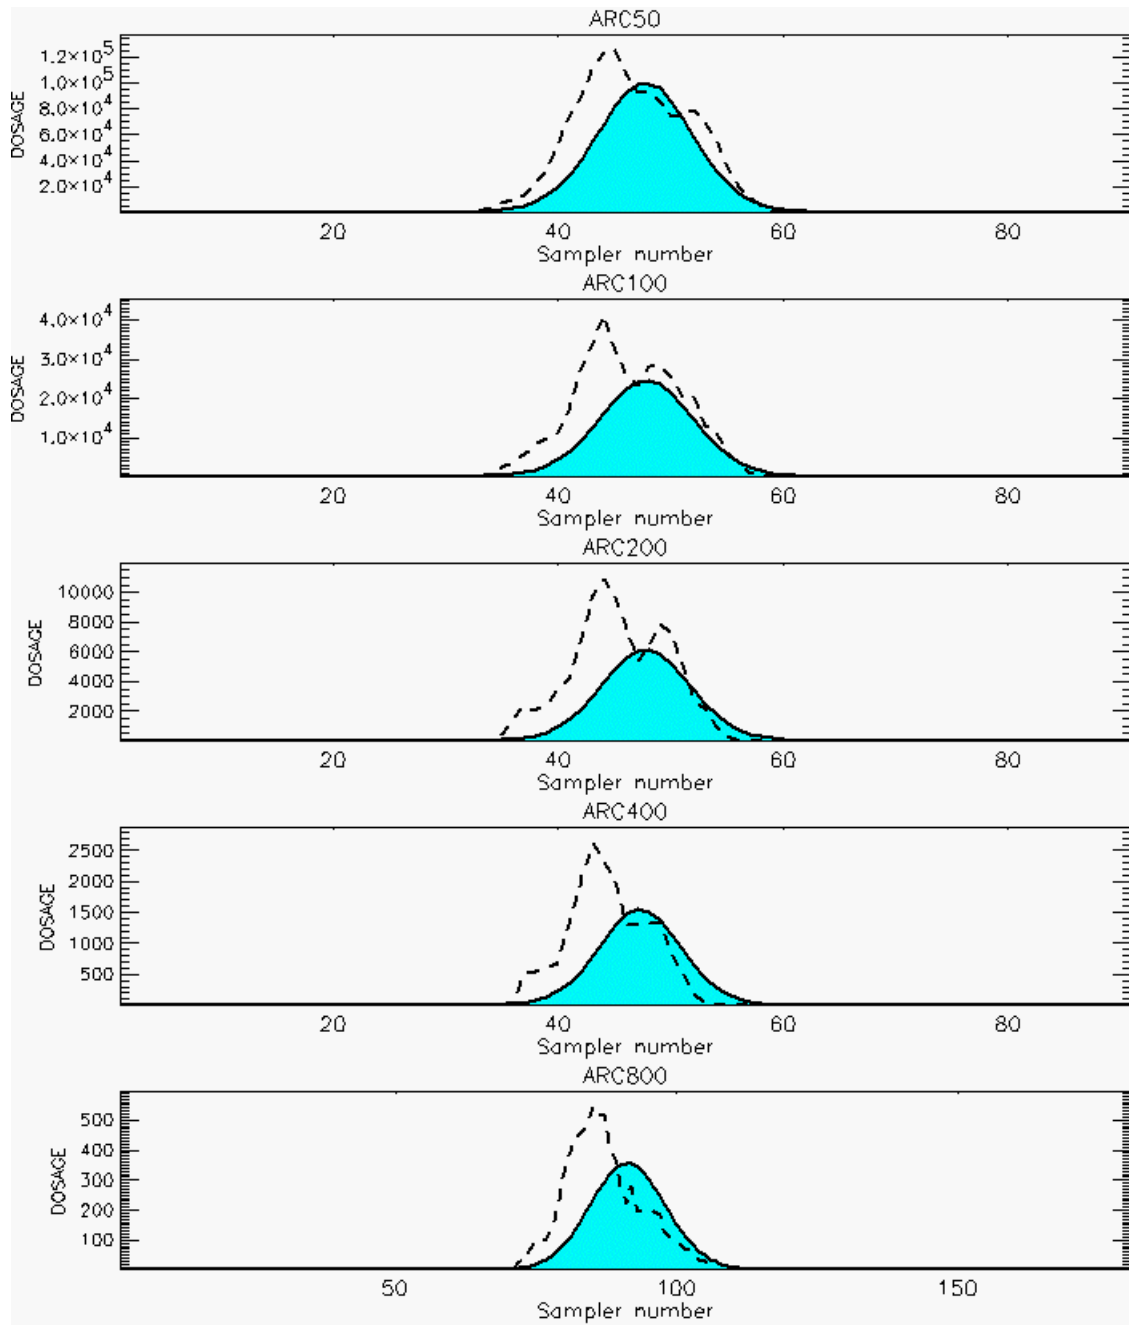 ARC50
DOSAGE
1.2×10⁵
1.0×10⁵
8.0×10⁴
6.0×10⁴
4.0×10⁴
2.0×10⁴
20 40 60 80
Sampler number
ARC100
DOSAGE
4.0×10⁴
3.0×10⁴
2.0×10⁴
1.0×10⁴
20 40 60 80
Sampler number
ARC200
DOSAGE
10000
8000
6000
4000
2000
20 40 60 80
Sampler number
ARC400
DOSAGE
2500
2000
1500
1000
500
20 40 60 80
Sampler number
ARC800
DOSAGE
500
400
300
200
100
50 100 150
Sampler number